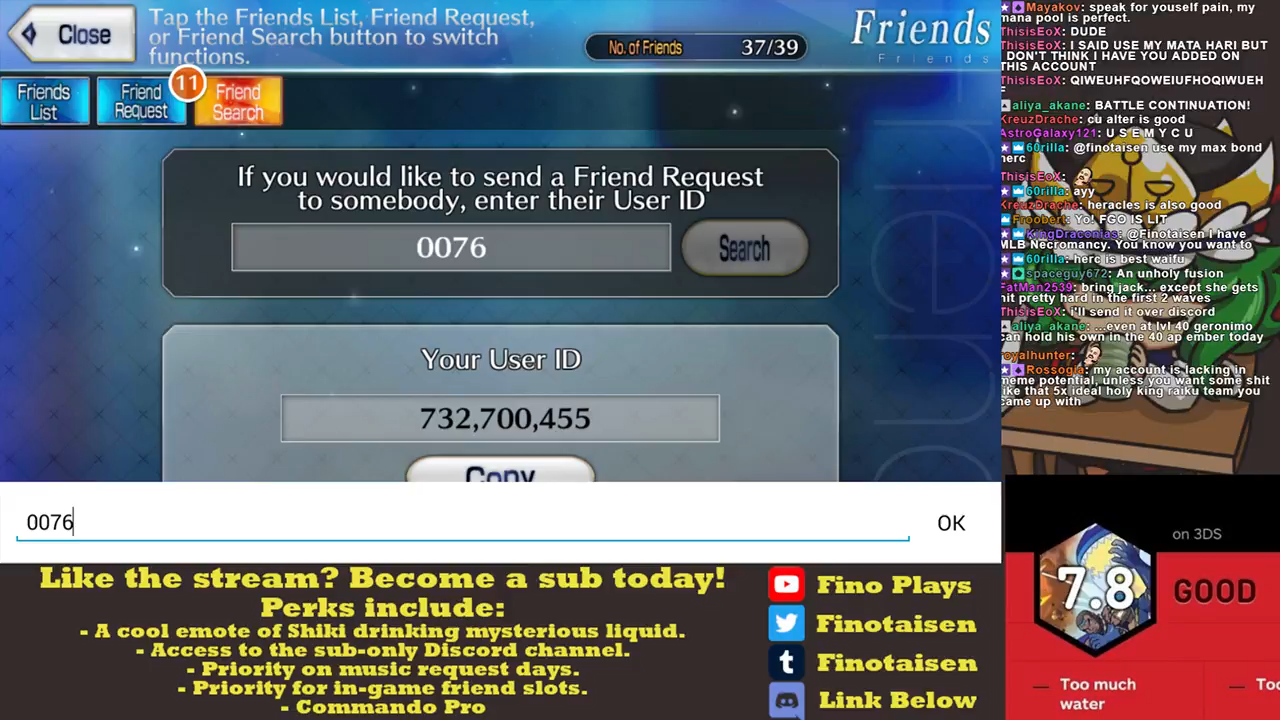 Close
Tap the Friends List, Friend Request,
or Friend Search button to switch
functions.
No. of Friends 37/39
Friends
Friends
Friends
List
Friend
Request
11
Friend
Search
If you would like to send a Friend Request
to somebody, enter their User ID
0076
Search
Your User ID
732,700,455
Copy
0076
OK
Like the stream? Become a sub today!
Perks include:
- A cool emote of Shiki drinking mysterious liquid.
- Access to the sub-only Discord channel.
- Priority on music request days.
- Priority for in-game friend slots.
- Commando Pro
Fino Plays
Finotaisen
Finotaisen
Link Below
Mayakov: speak for youself pain, my
mana pool is perfect.
ThisisEoX: DUDE
ThisisEoX: I SAID USE MY MATA HARI BUT
I DON'T THINK I HAVE YOU ADDED ON
THIS ACCOUNT
ThisisEoX: QIWEUHFQOWEIUFHOQIWUEH
F
aliya_akane: BATTLE CONTINUATION!
KreuzDrache: cu alter is good
AstroGalaxy121: U S E M Y C U
60rilla: @finotaisen use my max bond
herc
ThisisEoX:
60rilla: ayy
KreuzDrache: heracles is also good
Froobert: Yo! FGO IS LIT
KingDraconias: @Finotaisen I have
MLB Necromancy. You know you want to
60rilla: herc is best waifu
spaceguy672: An unholy fusion
FatMan2539: bring jack... except she gets
hit pretty hard in the first 2 waves
ThisisEoX: i'll send it over discord
aliya_akane: ...even at lvl 40 geronimo
can hold his own in the 40 ap ember today
royalhunter:
Rossogia: my account is lacking in
meme potential, unless you want some shit
like that 5x ideal holy king raiku team you
came up with
on 3DS
7.8
GOOD
— Too much
water
— Too